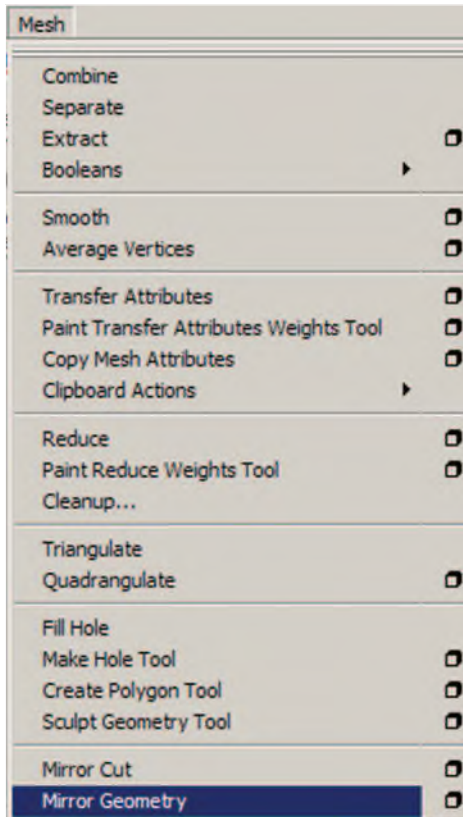 Mesh
Combine
Separate
Extract
Booleans
Smooth
Average Vertices
Transfer Attributes
Paint Transfer Attributes Weights Tool
Copy Mesh Attributes
Clipboard Actions
Reduce
Paint Reduce Weights Tool
Cleanup...
Triangulate
Quadrangulate
Fill Hole
Make Hole Tool
Create Polygon Tool
Sculpt Geometry Tool
Mirror Cut
Mirror Geometry